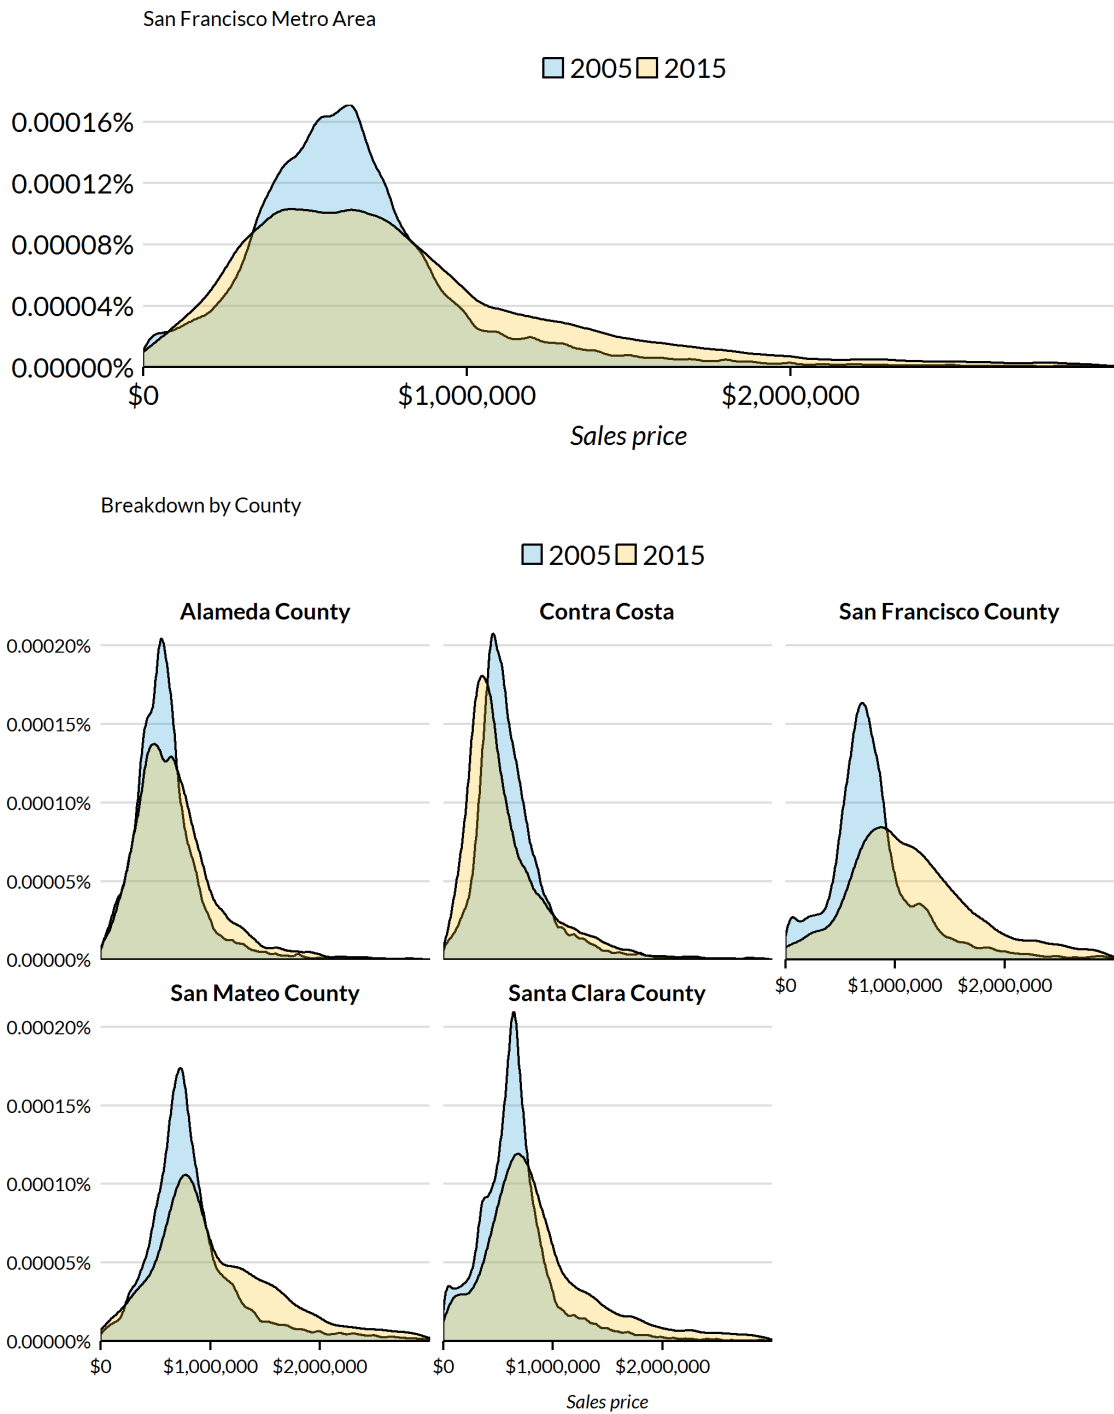 San Francisco Metro Area
2005 2015
0.00016%
0.00012%
0.00008%
0.00004%
0.00000%
$0 $1,000,000 $2,000,000
Sales price
Breakdown by County
2005 2015
Alameda County Contra Costa San Francisco County
0.00020%
0.00015%
0.00010%
0.00005%
0.00000%
$0 $1,000,000 $2,000,000
San Mateo County Santa Clara County
0.00020%
0.00015%
0.00010%
0.00005%
0.00000%
$0 $1,000,000 $2,000,000 $0 $1,000,000 $2,000,000
Sales price